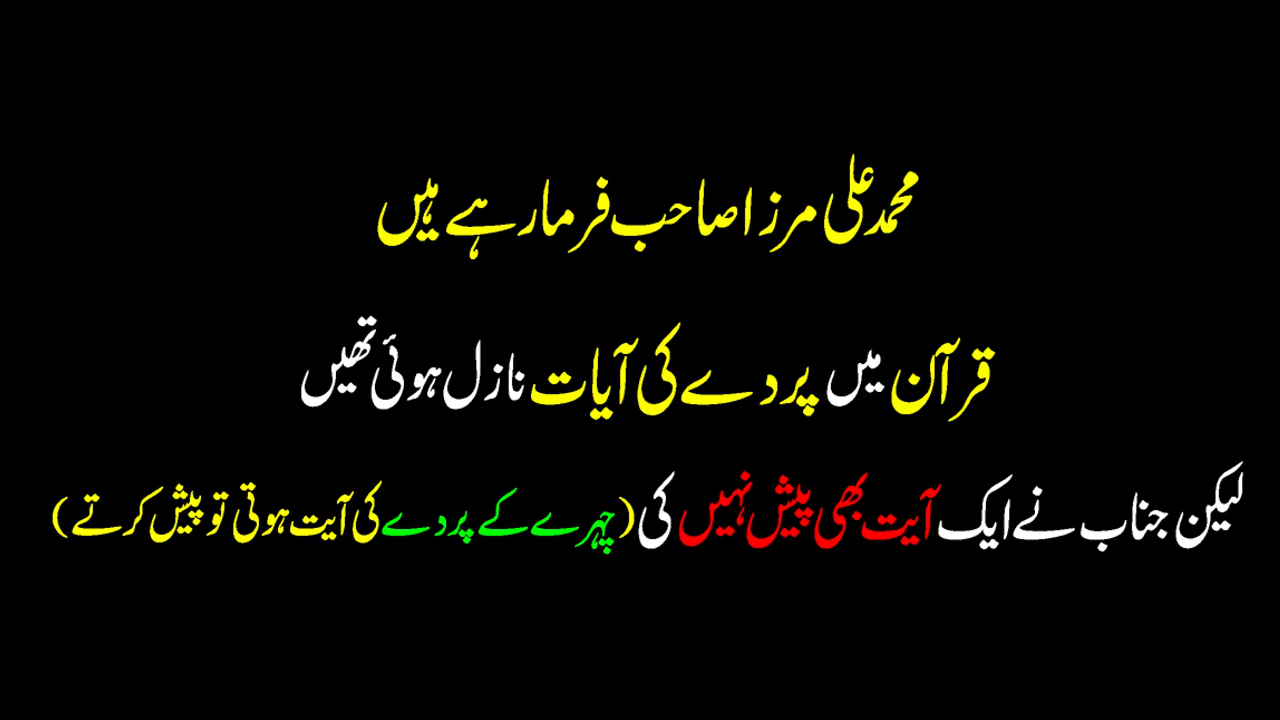 محمد علی مرزا صاحب فرما رہے ہیں
قرآن میں پردے کی آیات نازل ہوئی تھیں
لیکن جناب نے ایک آیت بھی پیش نہیں کی (چہرے کے پردے کی آیت ہوتی تو پیش کرتے)